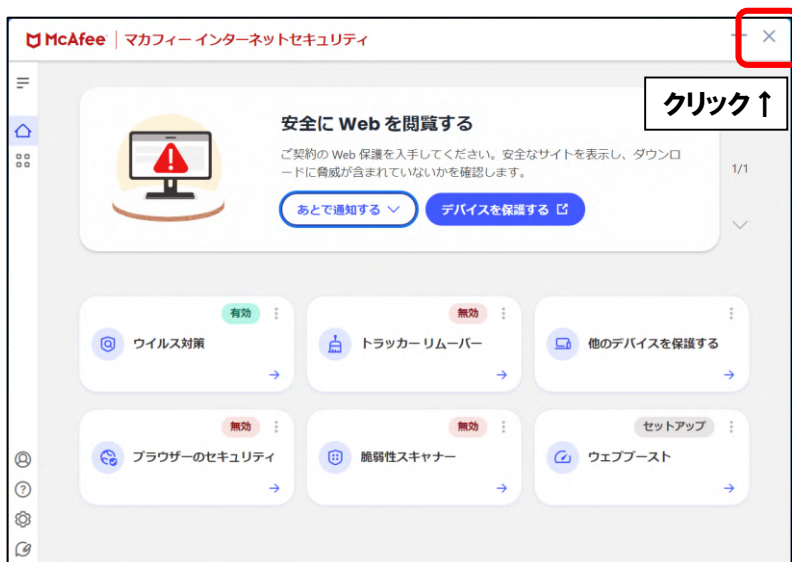 McAfee | マカフィー インターネットセキュリティ
クリック↑
安全に Web を閲覧する
ご契約の Web 保護を入手してください。安全なサイトを表示し、ダウンロ
ードに脅威が含まれていないかを確認します。
1/1
あとで通知する
デバイスを保護する
有効
ウイルス対策
無効
トラッカー リムーバー
他のデバイスを保護する
無効
ブラウザーのセキュリティ
無効
脆弱性スキャナー
セットアップ
ウェブブースト